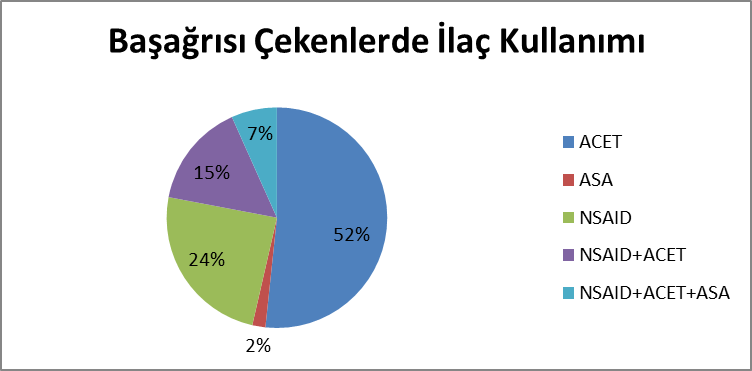 Başağrısı Çekenlerde İlaç Kullanımı
7%
15%
52%
24%
2%
ACET
ASA
NSAID
NSAID+ACET
NSAID+ACET+ASA